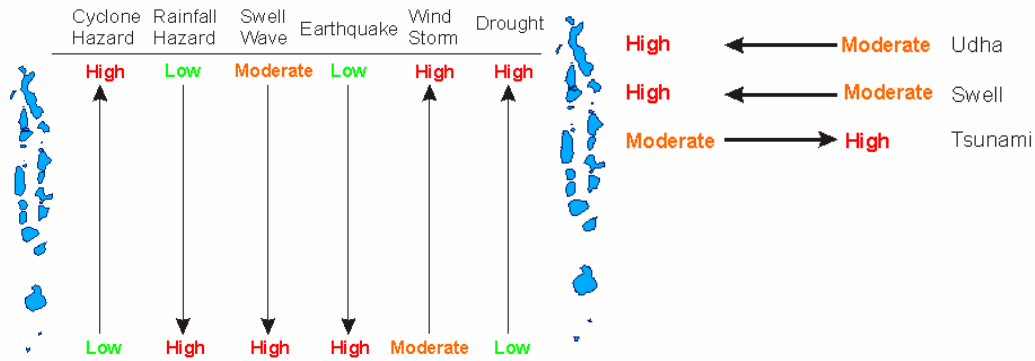 Cyclone Hazard Rainfall Hazard Swell Wave Earthquake Wind Storm Drought
High Low Moderate Low High High
Low High High High Moderate Low
High Moderate Udha
High Moderate Swell
Moderate High Tsunami